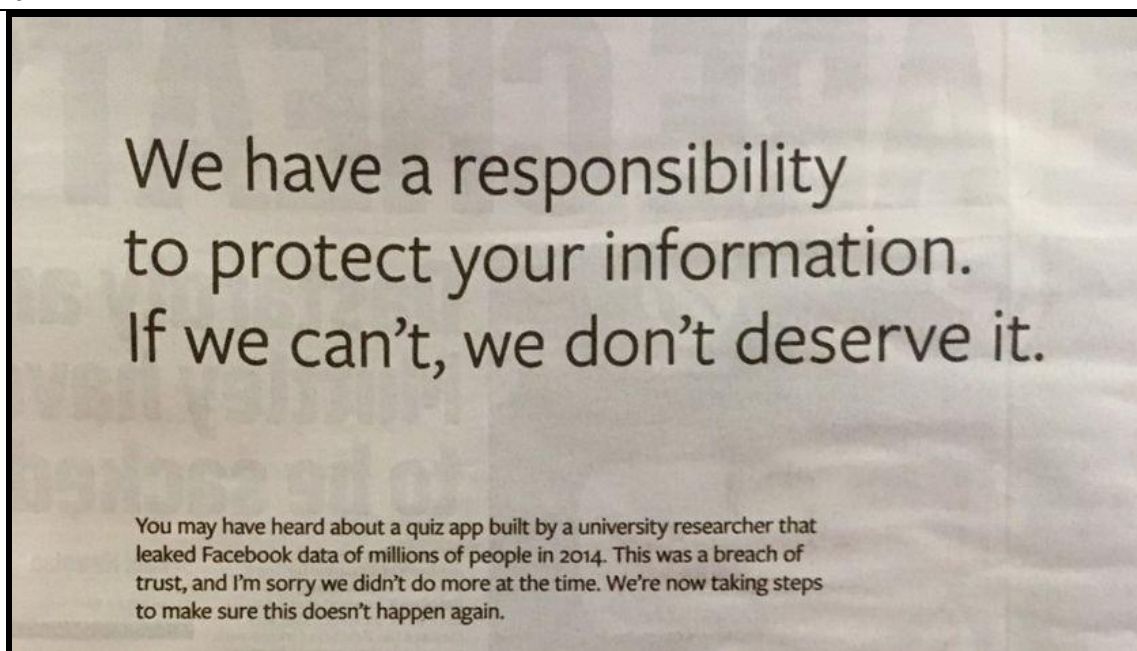 We have a responsibility
to protect your information.
If we can't, we don't deserve it.
You may have heard about a quiz app built by a university researcher that
leaked Facebook data of millions of people in 2014. This was a breach of
trust, and I'm sorry we didn't do more at the time. We're now taking steps
to make sure this doesn't happen again.